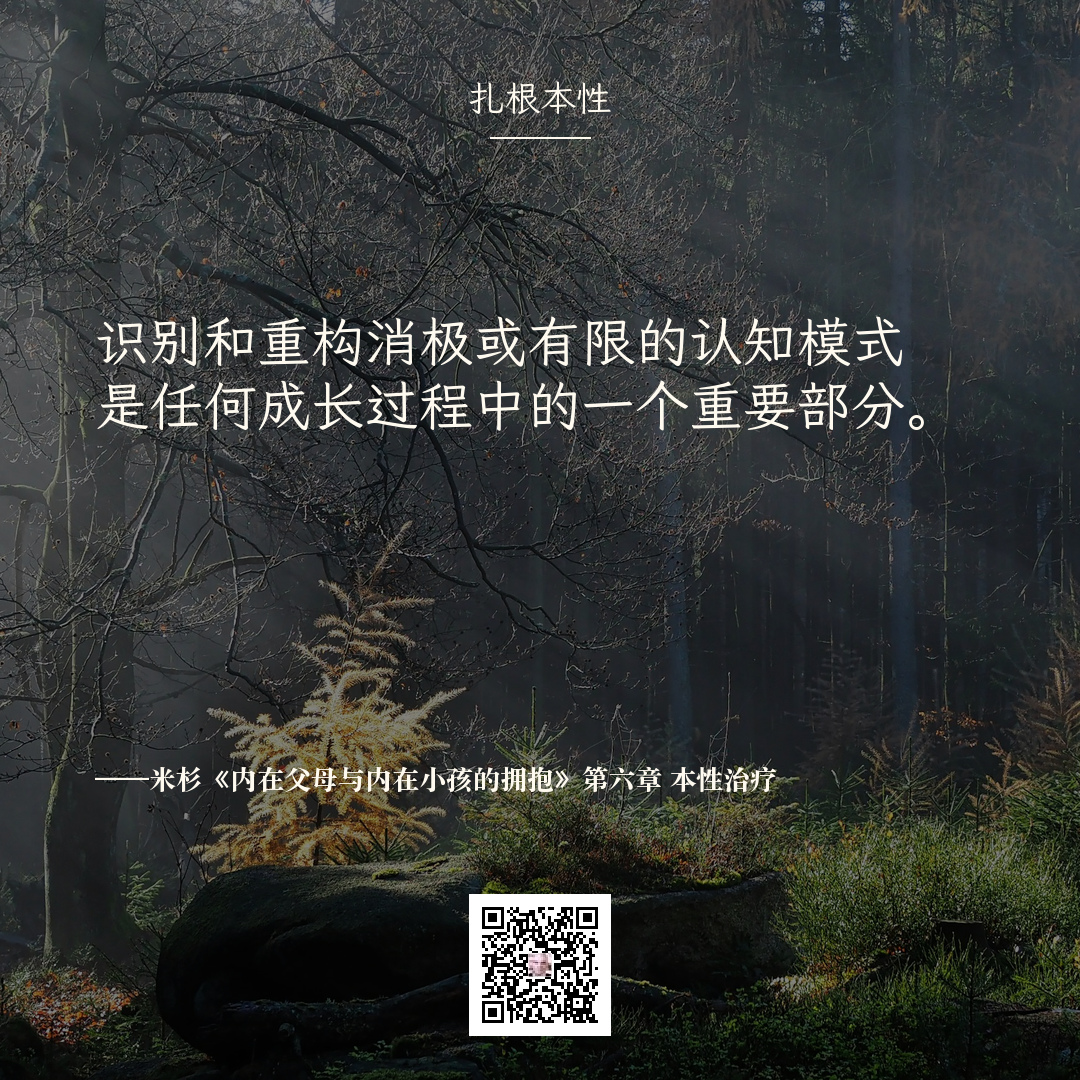 扎根本性
识别和重构消极或有限的认知模式
是任何成长过程中的一个重要部分。
——米杉《内在父母与内在小孩的拥抱》第六章 本性治疗